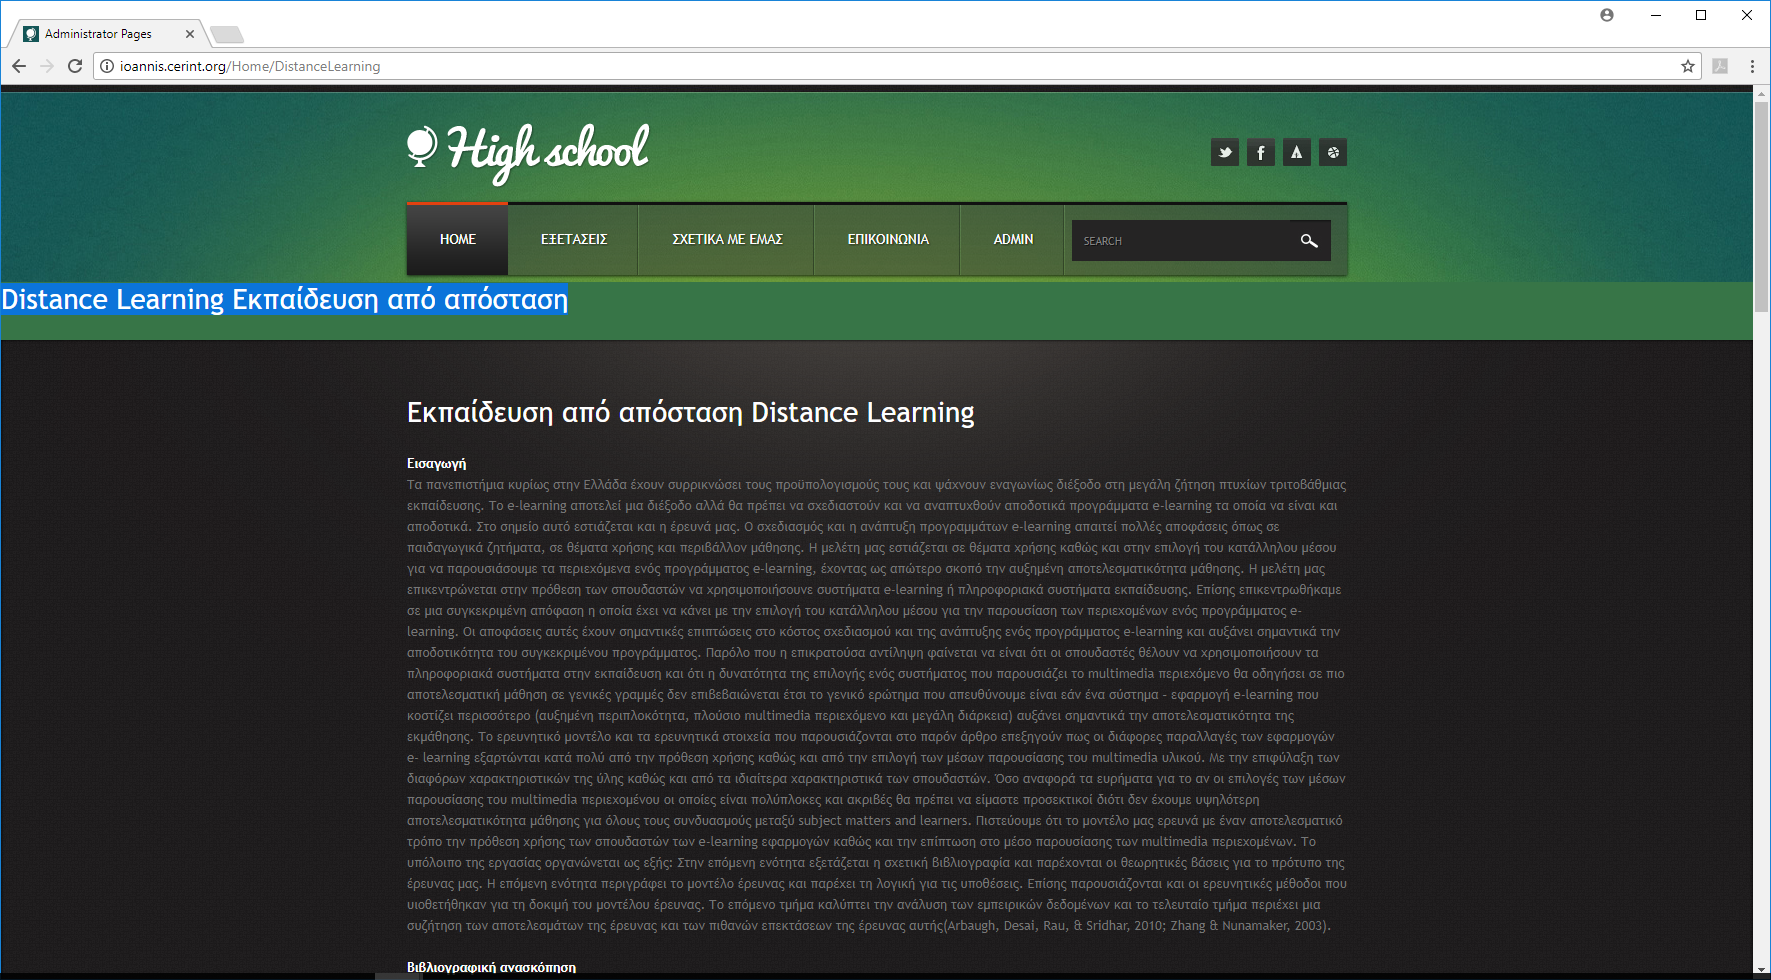 Administrator Pages
ioannis.cerint.org/Home/DistanceLearning
High school
HOME
ΕΞΕΤΑΣΕΙΣ
ΣΧΕΤΙΚΑ ΜΕ ΕΜΑΣ
ΕΠΙΚΟΙΝΩΝΙΑ
ADMIN
SEARCH
Distance Learning Εκπαίδευση από απόσταση
Εκπαίδευση από απόσταση Distance Learning
Εισαγωγή
Τα πανεπιστήμια κυρίως στην Ελλάδα έχουν συρρικνώσει τους προϋπολογισμούς τους και ψάχνουν εναγωνίως διέξοδο στη μεγάλη ζήτηση πτυχίων τριτοβάθμιας
εκπαίδευσης. Το e-learning αποτελεί μια διέξοδο αλλά θα πρέπει να σχεδιαστούν και να αναπτυχθούν αποδοτικά προγράμματα e-learning τα οποία να είναι και
αποδοτικά. Στο σημείο αυτό εστιάζεται και η έρευνά μας. Ο σχεδιασμός και η ανάπτυξη προγραμμάτων e-learning απαιτεί πολλές αποφάσεις όπως σε
παιδαγωγικά ζητήματα, σε θέματα χρήσης και περιβάλλον μάθησης. Η μελέτη μας εστιάζεται σε θέματα χρήσης καθώς και στην επιλογή του κατάλληλου μέσου
για να παρουσιάσουμε τα περιεχόμενα ενός προγράμματος e-learning, έχοντας ως απώτερο σκοπό την αυξημένη αποτελεσματικότητα μάθησης. Η μελέτη μας
επικεντρώνεται στην πρόθεση των σπουδαστών να χρησιμοποιήσουνε συστήματα e-learning ή πληροφοριακά συστήματα εκπαίδευσης. Επίσης επικεντρωθήκαμε
σε μια συγκεκριμένη απόφαση η οποία έχει να κάνει με την επιλογή του κατάλληλου μέσου για την παρουσίαση των περιεχομένων ενός προγράμματος e-
learning. Οι αποφάσεις αυτές έχουν σημαντικές επιπτώσεις στο κόστος σχεδιασμού και της ανάπτυξης ενός προγράμματος e-learning και αυξάνει σημαντικά την
αποδοτικότητα του συγκεκριμένου προγράμματος. Παρόλο που η επικρατούσα αντίληψη φαίνεται να είναι ότι οι σπουδαστές θέλουν να χρησιμοποιήσουν τα
πληροφοριακά συστήματα στην εκπαίδευση και ότι η δυνατότητα της επιλογής ενός συστήματος που παρουσιάζει το multimedia περιεχόμενο θα οδηγήσει σε πιο
αποτελεσματική μάθηση σε γενικές γραμμές δεν επιβεβαιώνεται έτσι το γενικό ερώτημα που απευθύνουμε είναι εάν ένα σύστημα - εφαρμογή e-learning που
κοστίζει περισσότερο (αυξημένη περιπλοκότητα, πλούσιο multimedia περιεχόμενο και μεγάλη διάρκεια) αυξάνει σημαντικά την αποτελεσματικότητα της
εκμάθησης. Το ερευνητικό μοντέλο και τα ερευνητικά στοιχεία που παρουσιάζονται στο παρόν άρθρο επεξηγούν πως οι διάφορες παραλλαγές των εφαρμογών
e- learning εξαρτώνται κατά πολύ από την πρόθεση χρήσης καθώς και από την επιλογή των μέσων παρουσίασης του multimedia υλικού. Με την επιφύλαξη των
διαφόρων χαρακτηριστικών της ύλης καθώς και από τα ιδιαίτερα χαρακτηριστικά των σπουδαστών. Όσο αναφορά τα ευρήματα για το αν οι επιλογές των μέσων
παρουσίασης του multimedia περιεχομένου οι οποίες είναι πολύπλοκες και ακριβές θα πρέπει να είμαστε προσεκτικοί διότι δεν έχουμε υψηλότερη
αποτελεσματικότητα μάθησης για όλους τους συνδυασμούς μεταξύ subject matters and learners. Πιστεύουμε ότι το μοντέλο μας ερευνά με έναν αποτελεσματικό
τρόπο την πρόθεση χρήσης των σπουδαστών των e-learning εφαρμογών καθώς και την επίπτωση στο μέσο παρουσίασης των multimedia περιεχομένων. Το
υπόλοιπο της εργασίας οργανώνεται ως εξής: Στην επόμενη ενότητα εξετάζεται η σχετική βιβλιογραφία και παρέχονται οι θεωρητικές βάσεις για το πρότυπο της
έρευνας μας. Η επόμενη ενότητα περιγράφει το μοντέλο έρευνας και παρέχει τη λογική για τις υποθέσεις. Επίσης παρουσιάζονται και οι ερευνητικές μέθοδοι που
υιοθετήθηκαν για τη δοκιμή του μοντέλου έρευνας. Το επόμενο τμήμα καλύπτει την ανάλυση των εμπειρικών δεδομένων και το τελευταίο τμήμα περιέχει μια
συζήτηση των αποτελεσμάτων της έρευνας και των πιθανών επεκτάσεων της έρευνας αυτής(Arbaugh, Desai, Rau, & Sridhar, 2010; Zhang & Nunamaker, 2003).
Βιβλιογραφική ανασκόπηση